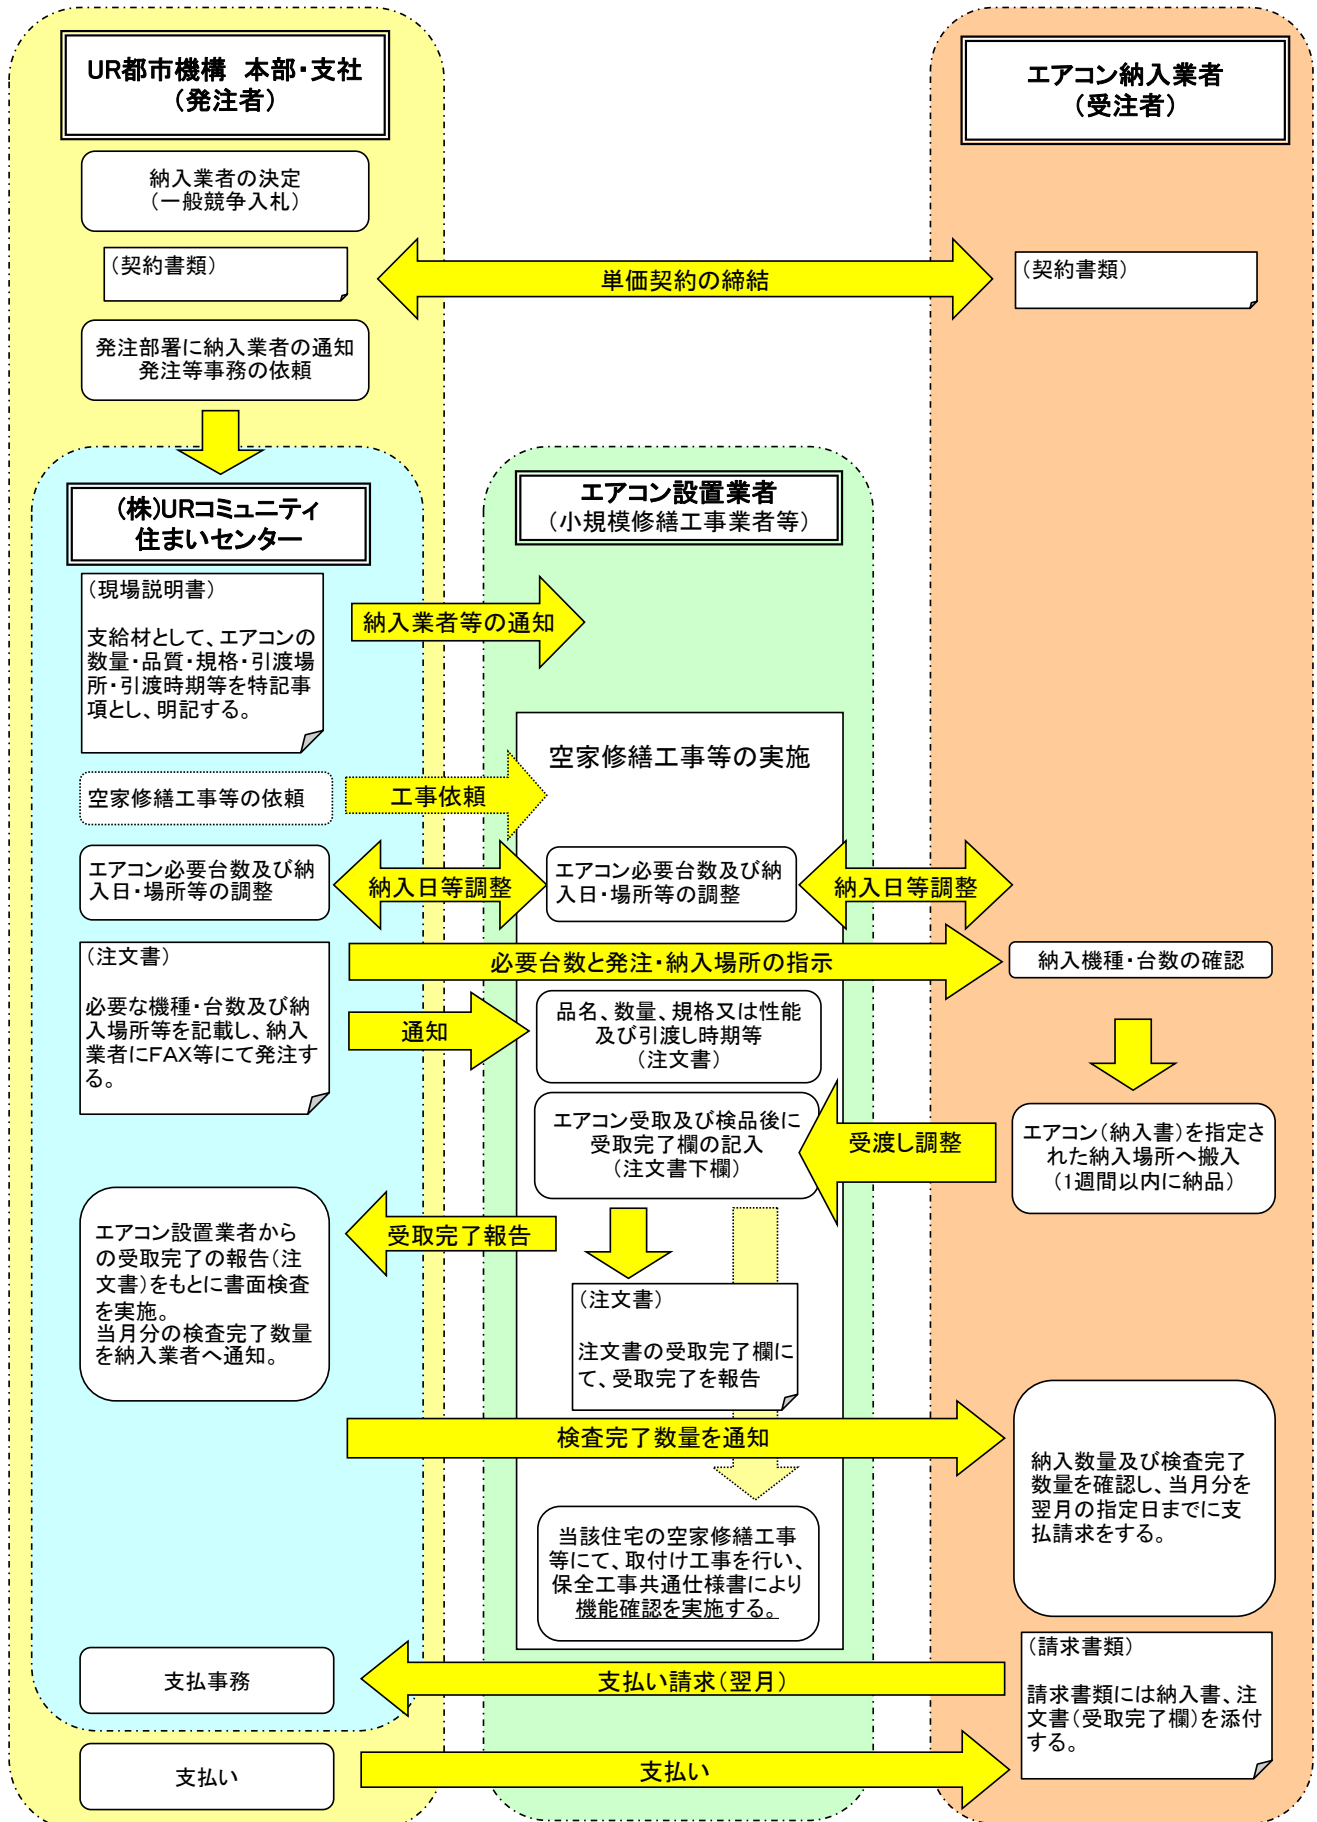 UR都市機構　本部・支社
（発注者）
エアコン納入業者
（受注者）
納入業者の決定
（一般競争入札）
（契約書類）
単価契約の締結
（契約書類）
発注部署に納入業者の通知
発注等事務の依頼
(株)URコミュニティ
住まいセンター
エアコン設置業者
（小規模修繕工事業者等）
（現場説明書）
支給材として、エアコンの
数量・品質・規格・引渡場
所・引渡時期等を特記事
項とし、明記する。
納入業者等の通知
空家修繕工事等の実施
空家修繕工事等の依頼
工事依頼
エアコン必要台数及び納
入日・場所等の調整
納入日等調整
エアコン必要台数及び納
入日・場所等の調整
納入日等調整
（注文書）
必要な機種・台数及び納
入場所等を記載し、納入
業者にFAX等にて発注す
る。
必要台数と発注・納入場所の指示
納入機種・台数の確認
通知
品名、数量、規格又は性能
及び引渡し時期等
（注文書）
エアコン受取及び検品後に
受取完了欄の記入
（注文書下欄）
受渡し調整
エアコン（納入書）を指定さ
れた納入場所へ搬入
（1週間以内に納品）
エアコン設置業者から
の受取完了の報告（注
文書）をもとに書面検査
を実施。
当月分の検査完了数量
を納入業者へ通知。
受取完了報告
（注文書）
注文書の受取完了欄に
て、受取完了を報告
検査完了数量を通知
納入数量及び検査完了
数量を確認し、当月分を
翌月の指定日までに支
払請求をする。
当該住宅の空家修繕工事
等にて、取付け工事を行い、
保全工事共通仕様書により
機能確認を実施する。
支払事務
支払い請求（翌月）
（請求書類）
請求書類には納入書、注
文書（受取完了欄）を添付
する。
支払い
支払い